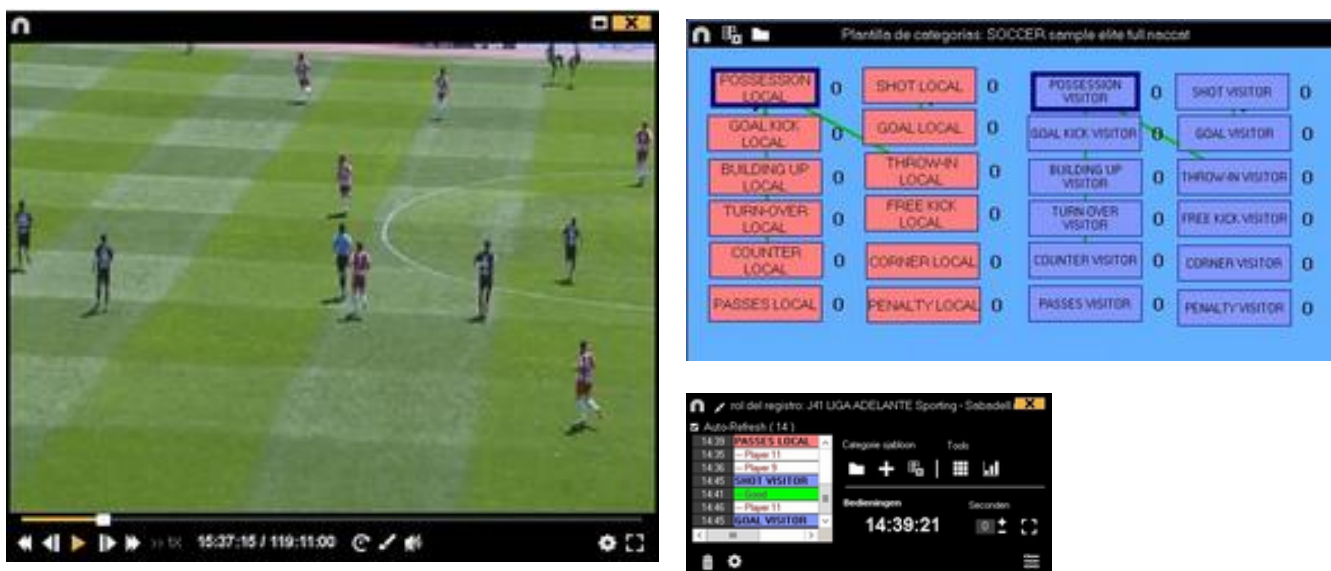 15:37:15 / 119:11:00
Plantilla de categorias: SOCCER sample elite full naccat
POSSESSION LOCAL 0 SHOT LOCAL 0 POSSESSION VISITOR 0 SHOT VISITOR 0
GOAL KICK LOCAL 0 GOAL LOCAL 0 GOAL KICK VISITOR 0 GOAL VISITOR 0
BUILDING UP LOCAL 0 THROW-IN LOCAL 0 BUILDING UP VISITOR 0 THROW-IN VISITOR 0
TURN-OVER LOCAL 0 FREE KICK LOCAL 0 TURN OVER VISITOR 0 FREE KICK VISITOR 0
COUNTER LOCAL 0 CORNER LOCAL 0 COUNTER VISITOR 0 CORNER VISITOR 0
PASSES LOCAL 0 PENALTY LOCAL 0 PASSES VISITOR 0 PENALTY VISITOR 0
rol del registro: J41 LIGA ADELANTE Sporting - Sabadell
Auto-Refresh ( 14 )
14:39 PASSES LOCAL
14:35 -- Player 11
14:36 -- Player 9
14:45 SHOT VISITOR
14:41 -- Good
14:46 -- Player 11
14:45 GOAL VISITOR
Categorie sjabloon Tools
Bedieningen Seconden
14:39:21 0